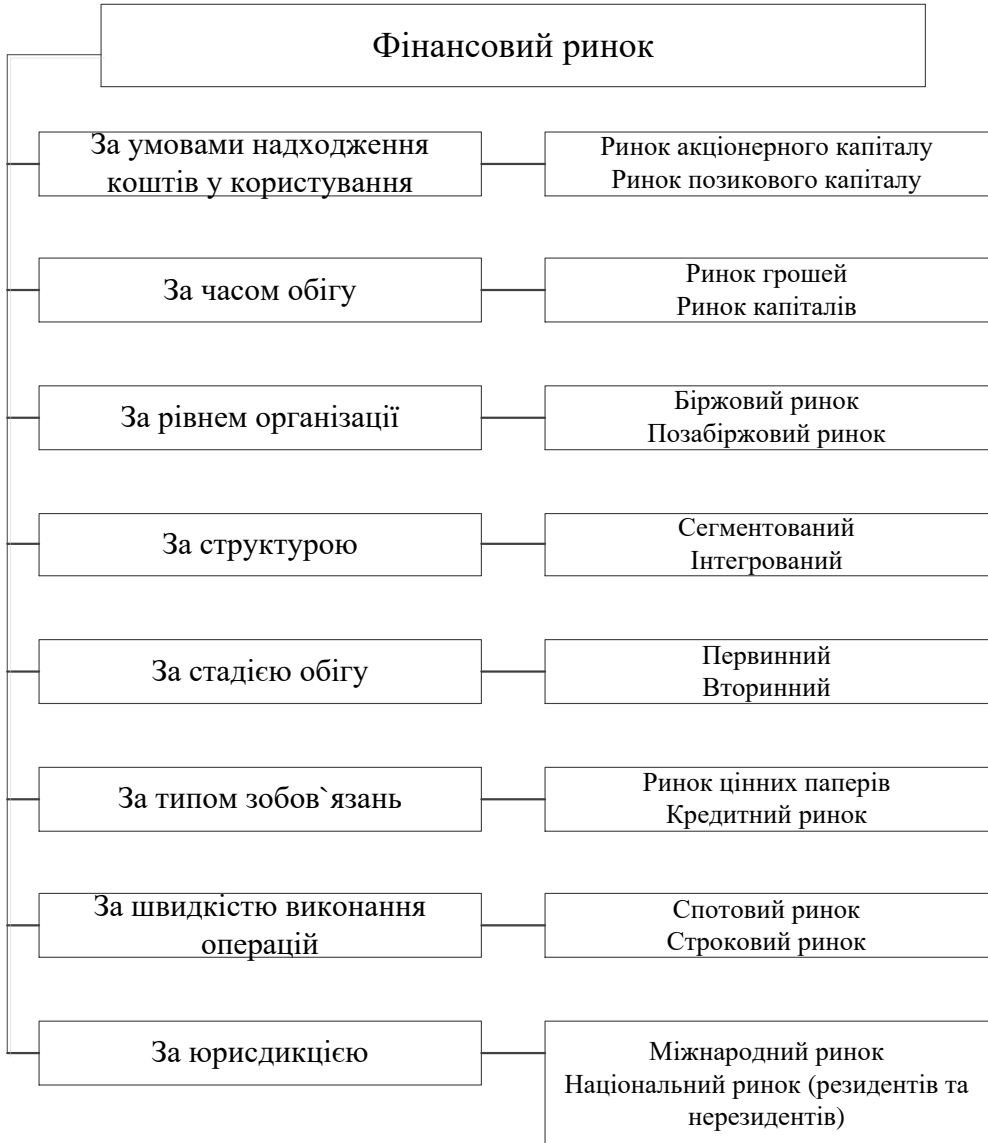 Фінансовий ринок
За умовами надходження
коштів у користування
Ринок акціонерного капіталу
Ринок позикового капіталу
За часом обігу
Ринок грошей
Ринок капіталів
За рівнем організації
Біржовий ринок
Позабіржовий ринок
За структурою
Сегментований
Інтегрований
За стадією обігу
Первинний
Вторинний
За типом зобов`язань
Ринок цінних паперів
Кредитний ринок
За швидкістю виконання
операцій
Спотовий ринок
Строковий ринок
За юрисдикцією
Міжнародний ринок
Національний ринок (резидентів та
нерезидентів)